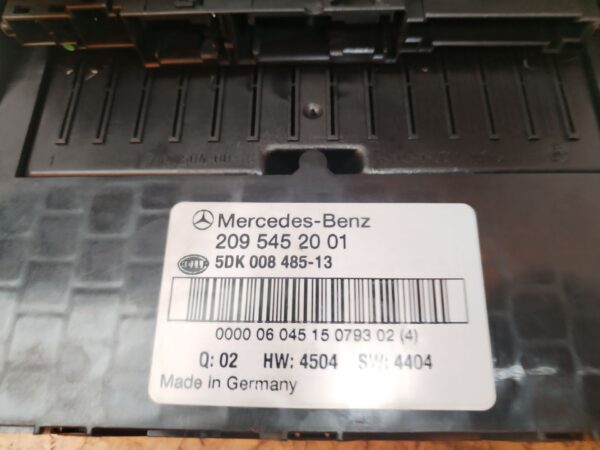 Mercedes-Benz
209 545 20 01
HELLA 5DK 008 485-13
0000 06 045 15 0793 02 (4)
Q: 02 HW: 4504 SW: 4404
Made in Germany